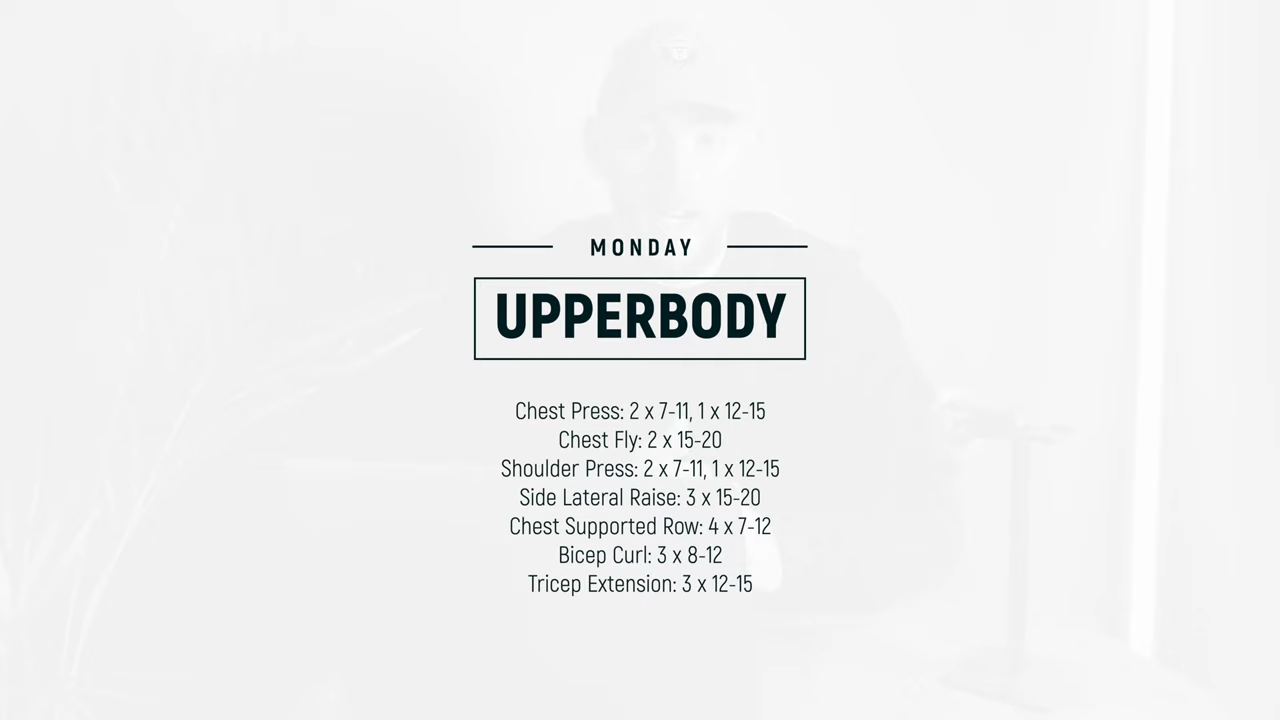 MONDAY
UPPERBODY
Chest Press: 2 x 7-11, 1 x 12-15
Chest Fly: 2 x 15-20
Shoulder Press: 2 x 7-11, 1 x 12-15
Side Lateral Raise: 3 x 15-20
Chest Supported Row: 4 x 7-12
Bicep Curl: 3 x 8-12
Tricep Extension: 3 x 12-15